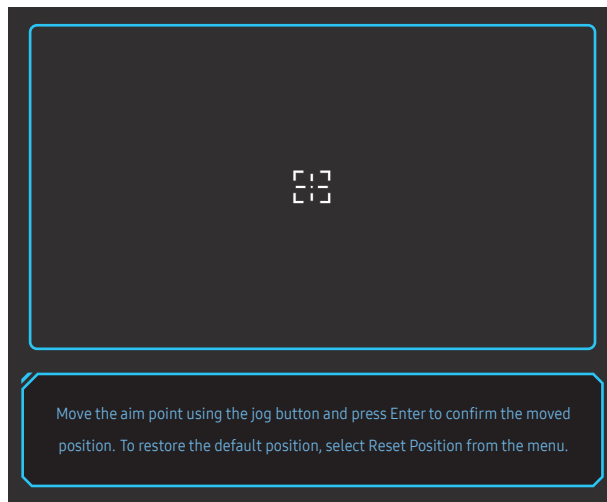 Move the aim point using the jog button and press Enter to confirm the moved
position. To restore the default position, select Reset Position from the menu.